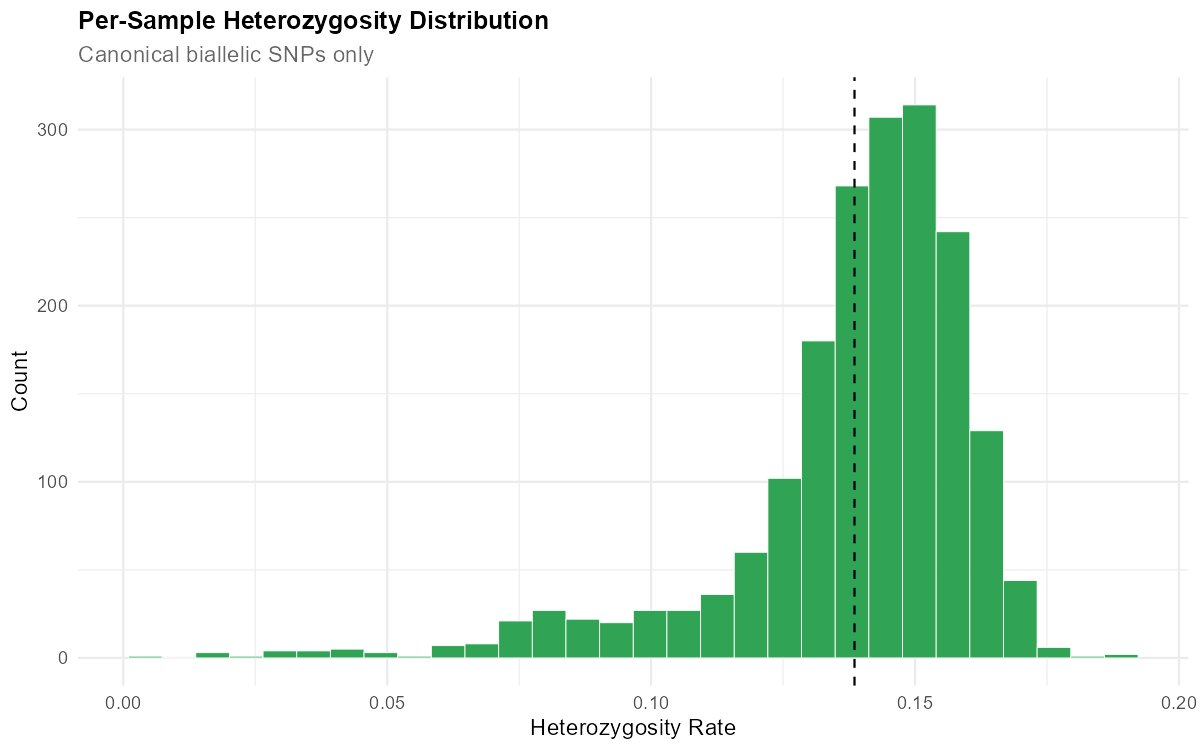 Per-Sample Heterozygosity Distribution
Canonical biallelic SNPs only
300
200
100
0
Count
0.00 0.05 0.10 0.15 0.20
Heterozygosity Rate